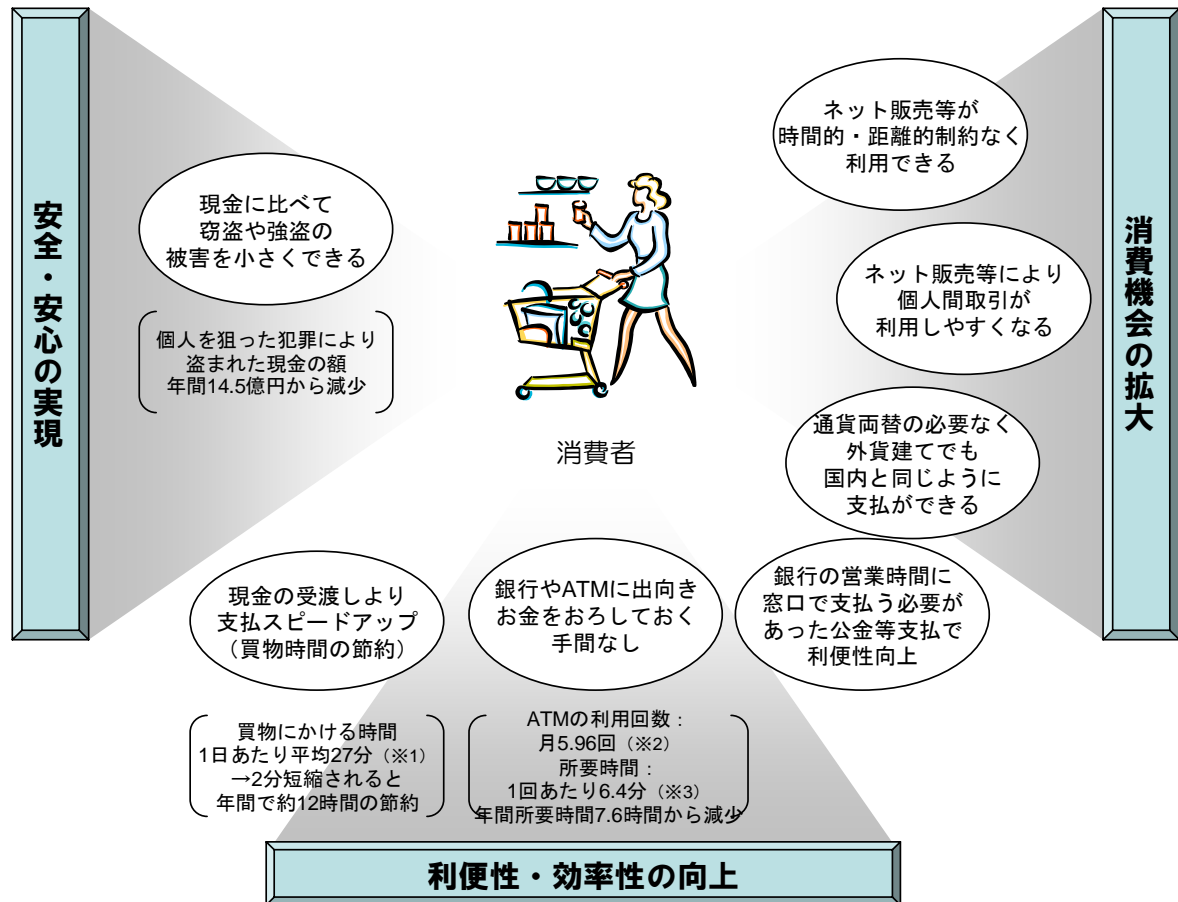 安全・安心の実現
現金に比べて
窃盗や強盗の
被害を小さくできる
個人を狙った犯罪により
盗まれた現金の額
年間14.5億円から減少
消費者
ネット販売等が
時間的・距離的制約なく
利用できる
ネット販売等により
個人間取引が
利用しやすくなる
通貨両替の必要なく
外貨建てでも
国内と同じように
支払ができる
消費機会の拡大
現金の受渡しより
支払スピードアップ
（買物時間の節約）
銀行やATMに出向き
お金をおろしておく
手間なし
銀行の営業時間に
窓口で支払う必要が
あった公金等支払で
利便性向上
買物にかける時間
1日あたり平均27分（※1）
→2分短縮されると
年間で約12時間の節約
ATMの利用回数：
月5.96回（※2）
所要時間：
1回あたり6.4分（※3）
年間所要時間7.6時間から減少
利便性・効率性の向上